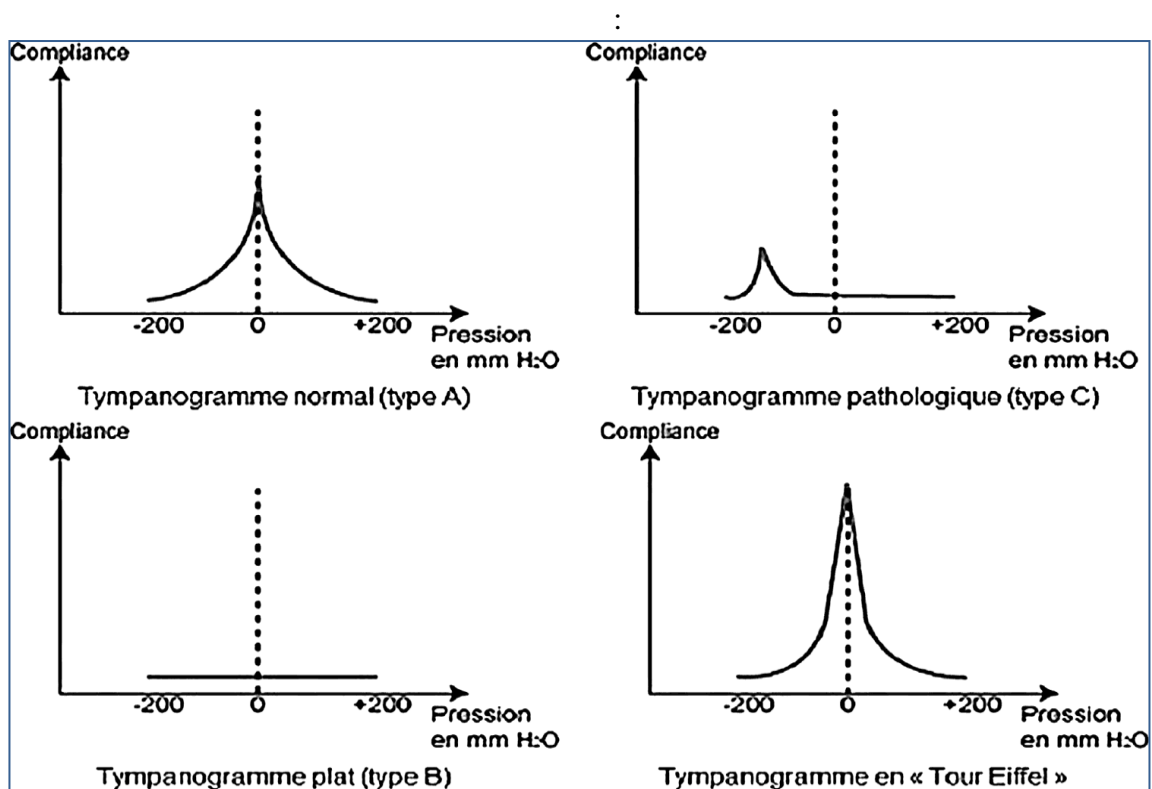 :
Compliance
-200 0 +200
Pression
en mm H₂O
Tympanogramme normal (type A)
Compliance
-200 0 +200
Pression
en mm H₂O
Tympanogramme pathologique (type C)
Compliance
-200 0 +200
Pression
en mm H₂O
Tympanogramme plat (type B)
Compliance
-200 0 +200
Pression
en mm H₂O
Tympanogramme en « Tour Eiffel »